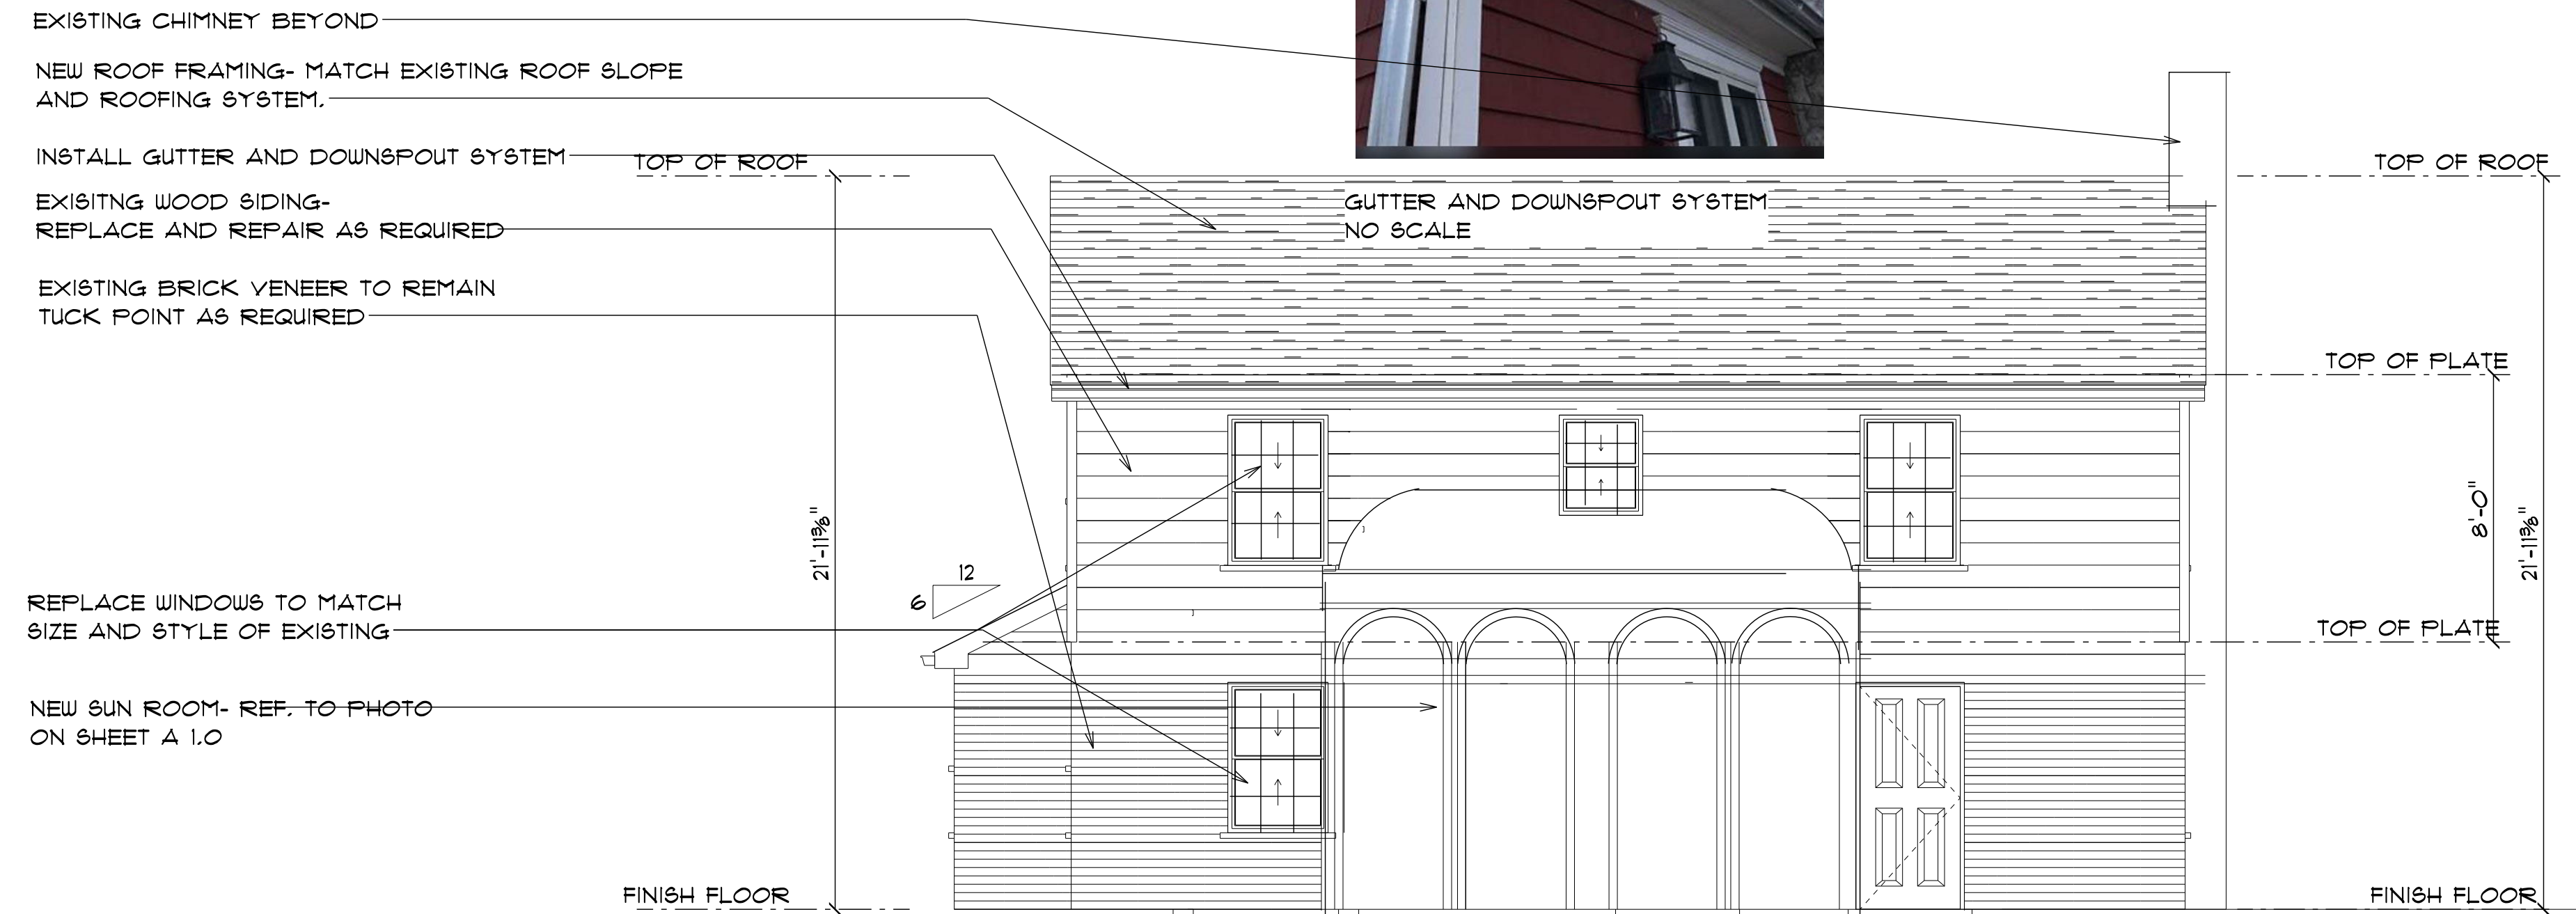 EXISTING CHIMNEY BEYOND
NEW ROOF FRAMING- MATCH EXISTING ROOF SLOPE
AND ROOFING SYSTEM.
INSTALL GUTTER AND DOWNSPOUT SYSTEM
TOP OF ROOF
TOP OF ROOF
EXISITNG WOOD SIDING-
REPLACE AND REPAIR AS REQUIRED
GUTTER AND DOWNSPOUT SYSTEM
NO SCALE
EXISTING BRICK VENEER TO REMAIN
TUCK POINT AS REQUIRED
TOP OF PLATE
8'-0"
21'-11⅜"
21'-11⅜"
12
6
REPLACE WINDOWS TO MATCH
SIZE AND STYLE OF EXISTING
TOP OF PLATE
NEW SUN ROOM- REF. TO PHOTO
ON SHEET A 1.0
FINISH FLOOR
FINISH FLOOR